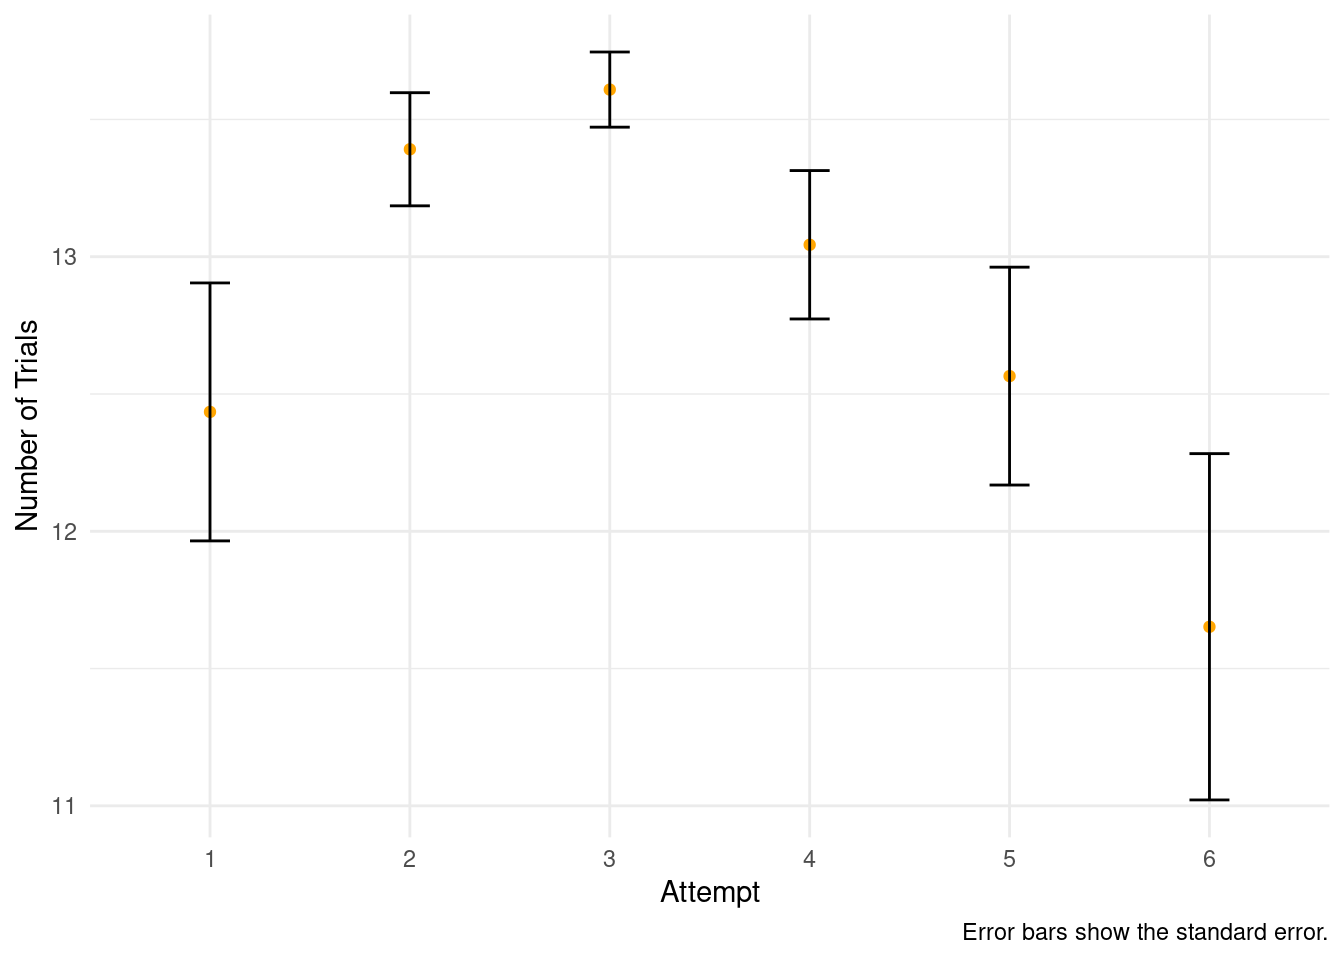 Number of Trials
13
12
11
1 2 3 4 5 6
Attempt
Error bars show the standard error.